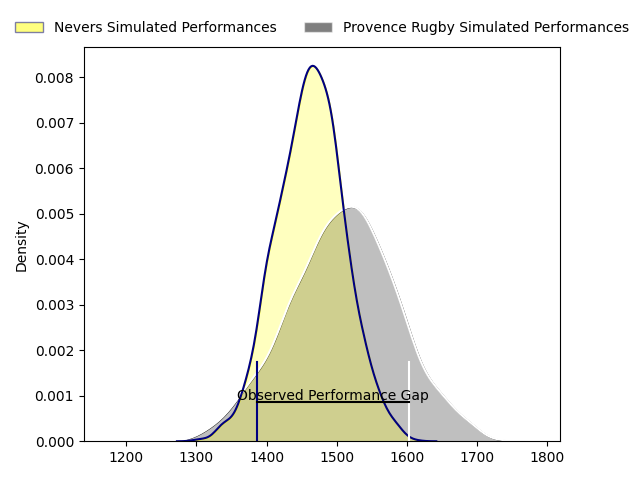 Nevers Simulated Performances
Provence Rugby Simulated Performances
Density
0.008
0.007
0.006
0.005
0.004
0.003
0.002
0.001
0.000
Observed Performance Gap
1200 1300 1400 1500 1600 1700 1800